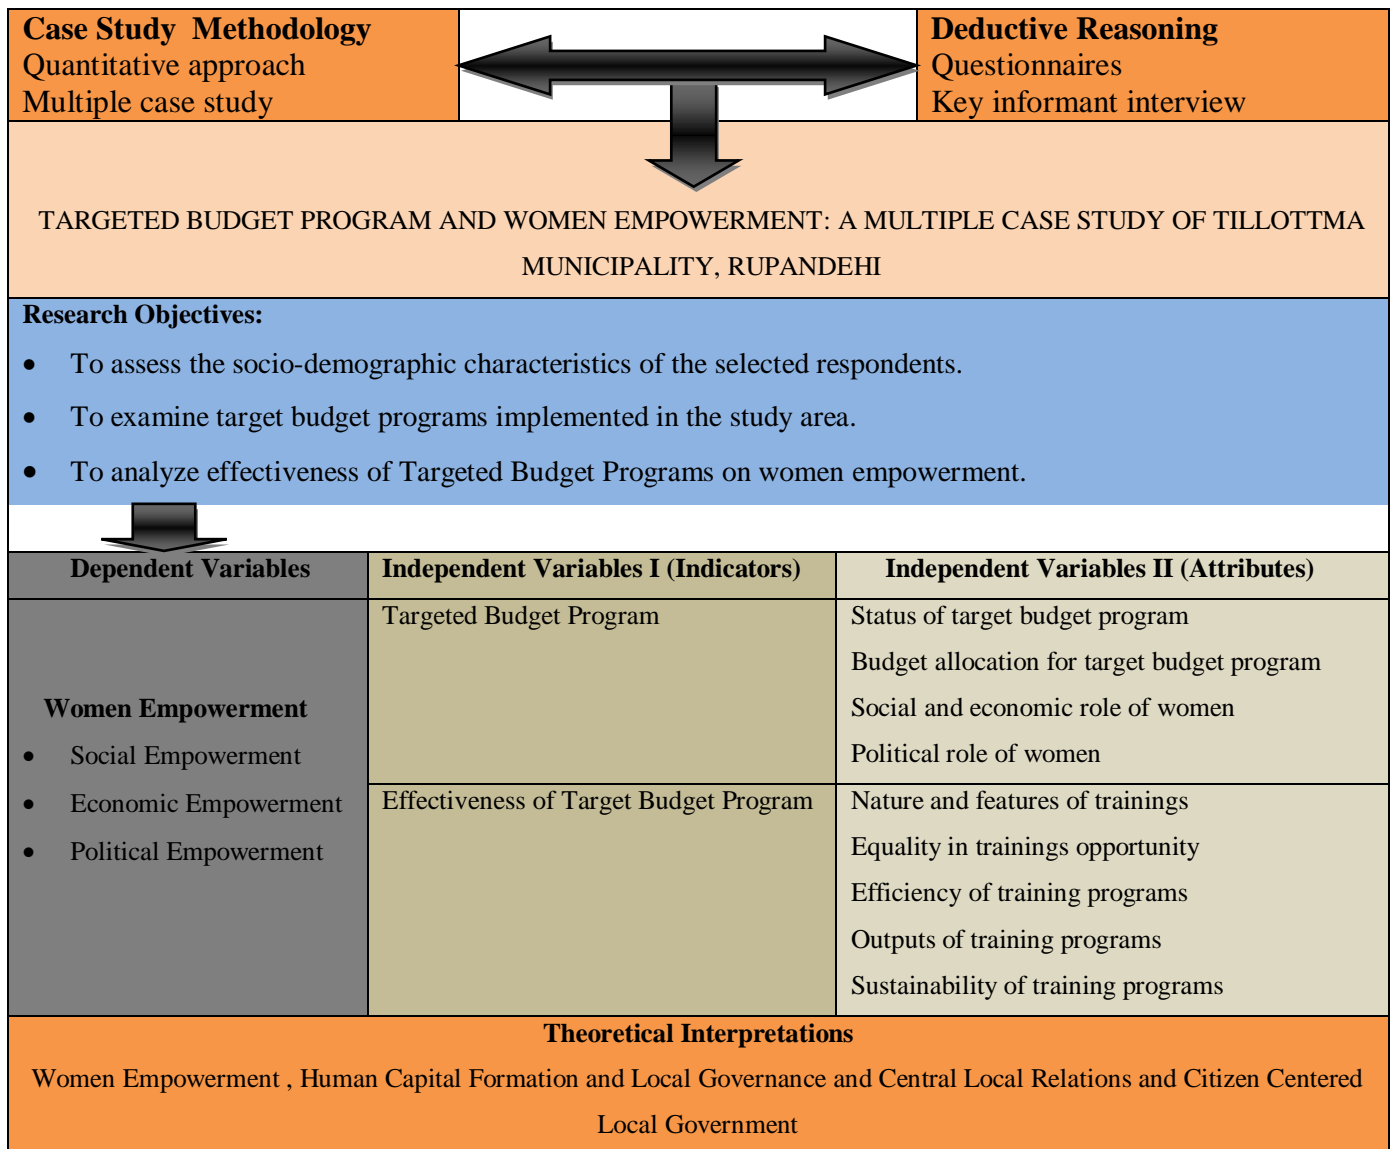 Case Study  Methodology
Quantitative approach
Multiple case study
Deductive Reasoning
Questionnaires
Key informant interview
TARGETED BUDGET PROGRAM AND WOMEN EMPOWERMENT: A MULTIPLE CASE STUDY OF TILLOTTMA
MUNICIPALITY, RUPANDEHI
Research Objectives:
• To assess the socio-demographic characteristics of the selected respondents.
• To examine target budget programs implemented in the study area.
• To analyze effectiveness of Targeted Budget Programs on women empowerment.
Dependent Variables
Independent Variables I (Indicators)
Independent Variables II (Attributes)
Women Empowerment
• Social Empowerment
• Economic Empowerment
• Political Empowerment
Targeted Budget Program
Status of target budget program
Budget allocation for target budget program
Social and economic role of women
Political role of women
Effectiveness of Target Budget Program
Nature and features of trainings
Equality in trainings opportunity
Efficiency of training programs
Outputs of training programs
Sustainability of training programs
Theoretical Interpretations
Women Empowerment , Human Capital Formation and Local Governance and Central Local Relations and Citizen Centered
Local Government